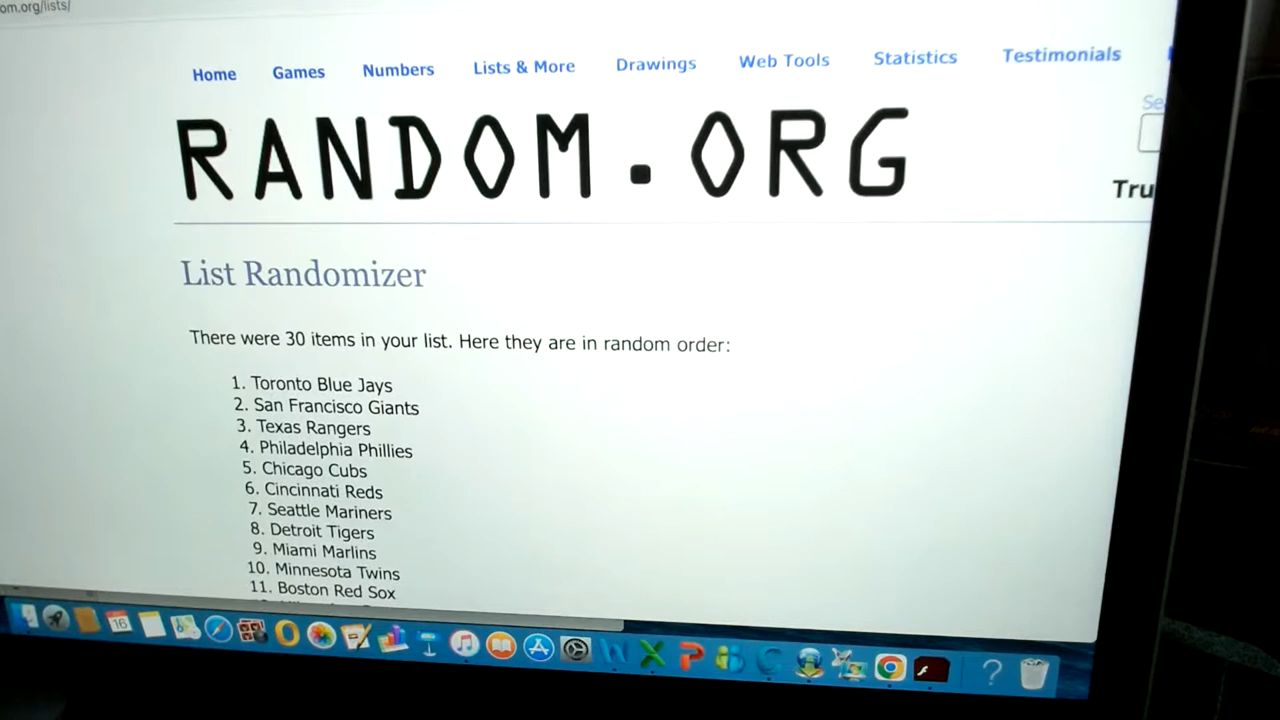 om.org/lists/
Home Games Numbers Lists & More Drawings Web Tools Statistics Testimonials
Se
RANDOM.ORG
Tru
List Randomizer
There were 30 items in your list. Here they are in random order:
1. Toronto Blue Jays
2. San Francisco Giants
3. Texas Rangers
4. Philadelphia Phillies
5. Chicago Cubs
6. Cincinnati Reds
7. Seattle Mariners
8. Detroit Tigers
9. Miami Marlins
10. Minnesota Twins
11. Boston Red Sox
16